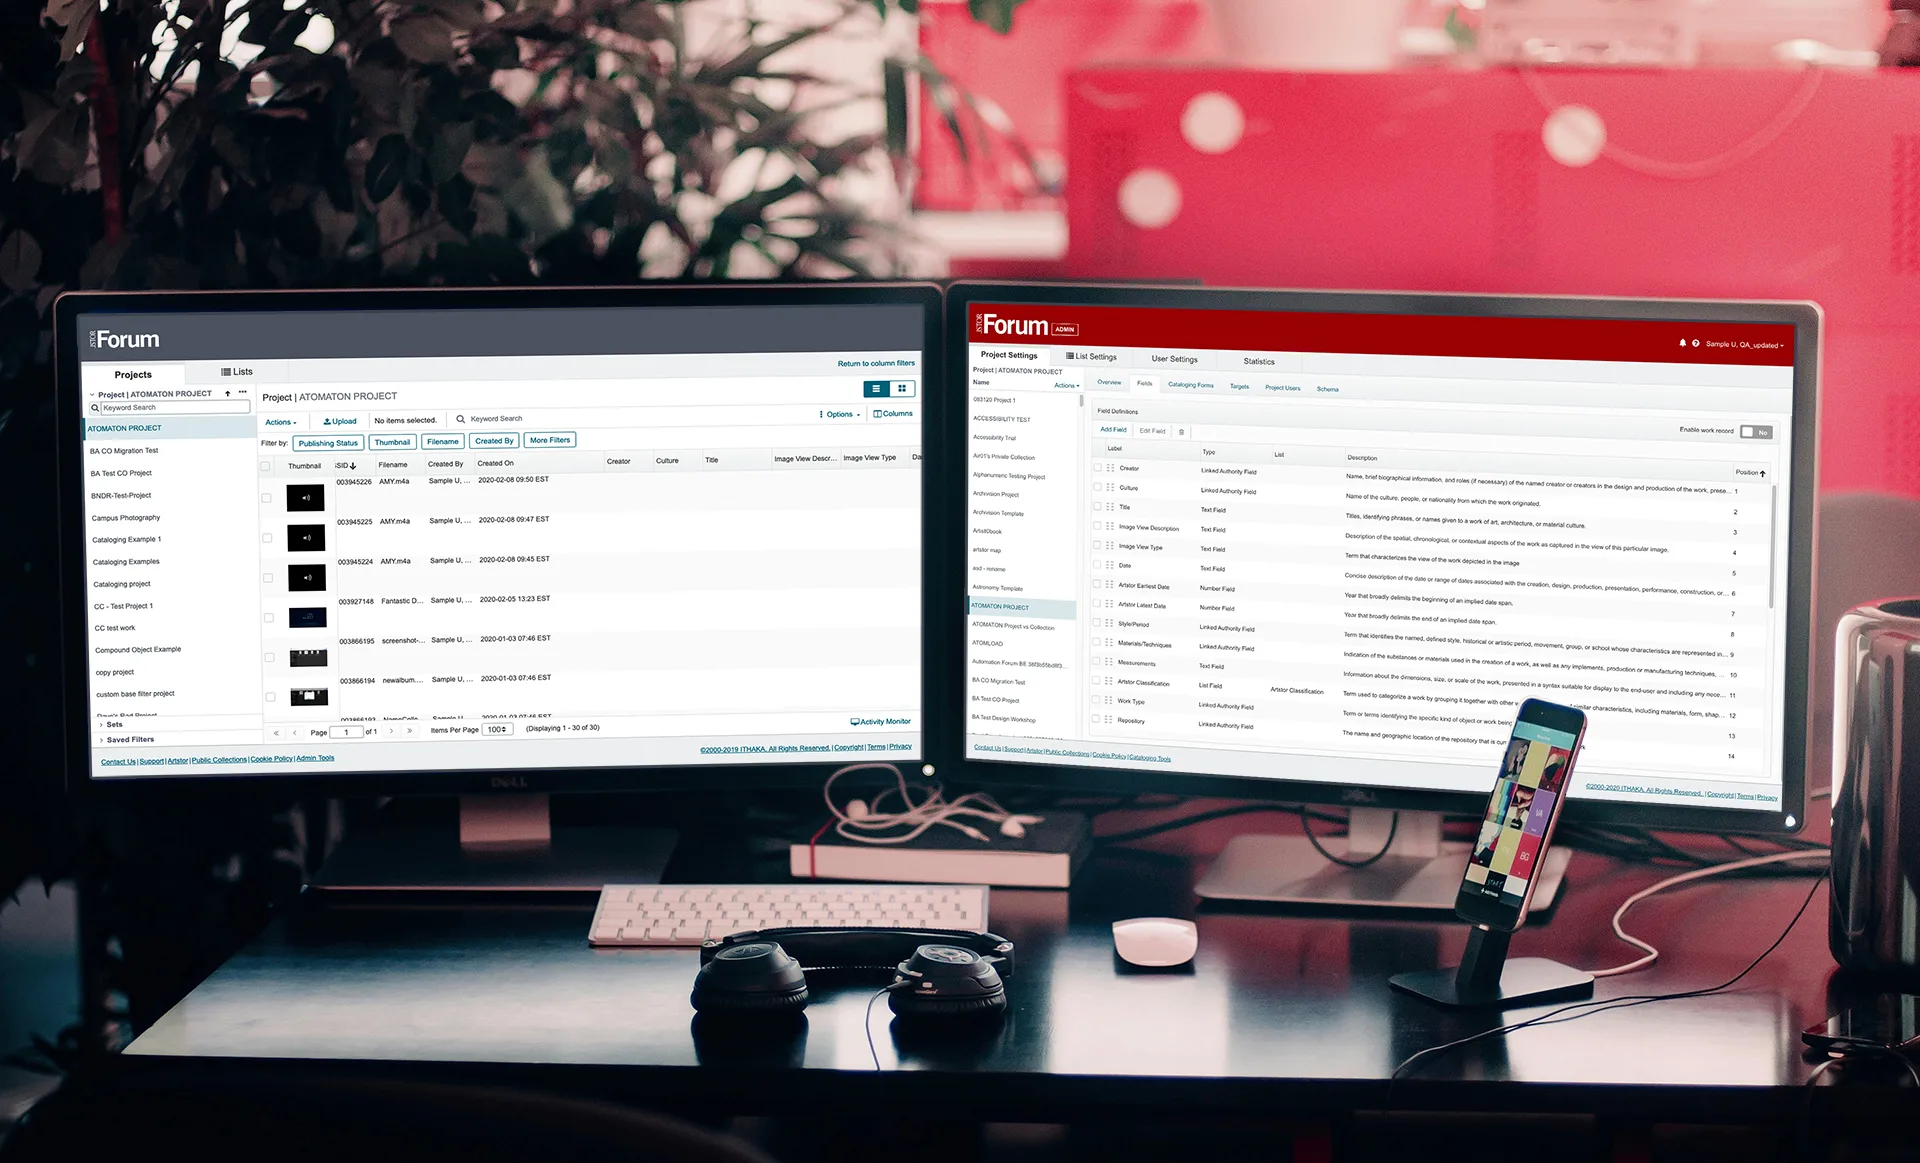 JSTOR Forum
Projects
Lists
Return to column filters
Project | ATOMATON PROJECT
Keyword Search
ATOMATON PROJECT
BA CO Migration Test
BA Test CO Project
BNDR-Test-Project
Campus Photography
Cataloging Example 1
Cataloging Examples
Cataloging project
CC - Test Project 1
CC test work
Compound Object Example
copy project
custom base filter project
Sets
Saved Filters
Project | ATOMATON PROJECT
Actions Upload No items selected. Keyword Search Options Columns
Filter by: Publishing Status Thumbnail Filename Created By More Filters
Thumbnail SSID Filename Created By Created On Creator Culture Title Image View Descr... Image View Type
003945226 AMY.m4a Sample U, ... 2020-02-08 09:50 EST
003945225 AMY.m4a Sample U, ... 2020-02-08 09:47 EST
003945224 AMY.m4a Sample U, ... 2020-02-08 09:45 EST
003927148 Fantastic D... Sample U, ... 2020-02-05 13:23 EST
003866195 screenshot-... Sample U, ... 2020-01-03 07:46 EST
003866194 newalbum.... Sample U, ... 2020-01-03 07:46 EST
Page 1 of 1 Items Per Page 100 (Displaying 1 - 30 of 30)
Activity Monitor
Contact Us | Support | Artstor | Public Collections | Cookie Policy | Admin Tools
©2000-2019 ITHAKA. All Rights Reserved. | Copyright | Terms | Privacy
DELL
JSTOR Forum ADMIN
Sample U, QA_updated
Project Settings List Settings User Settings Statistics
Project | ATOMATON PROJECT
Name Actions
083120 Project 1
ACCESSIBILITY TEST
Accessibility Trial
Air01's Private Collection
Alphanumeric Testing Project
Archivision Project
Archivision Template
Artist0book
artstor map
asd - rename
Astronomy Template
ATOMATON PROJECT
ATOMATON Project vs Collection
ATOMLOAD
BA CO Migration Test
BA Test CO Project
BA Test Design Workshop
Overview Fields Cataloging Forms Targets Project Users Schema
Field Definitions
Add Field Edit Field
Enable work record No
Label Type List Description Position
Creator Linked Authority Field Name, brief biographical information, and roles (if necessary) of the named creator or creators in the design and production of the work, prese... 1
Culture Linked Authority Field Name of the culture, people, or nationality from which the work originated. 2
Title Text Field Titles, identifying phrases, or names given to a work of art, architecture, or material culture. 3
Image View Description Text Field Description of the spatial, chronological, or contextual aspects of the work as captured in the view of this particular image. 4
Image View Type Text Field Term that characterizes the view of the work depicted in the image 5
Date Text Field Concise description of the date or range of dates associated with the creation, design, production, presentation, performance, construction, or... 6
Artstor Earliest Date Number Field Year that broadly delimits the beginning of an implied date span. 7
Artstor Latest Date Number Field Year that broadly delimits the end of an implied date span. 8
Style/Period Linked Authority Field Term that identifies the named, defined style, historical or artistic period, movement, group, or school whose characteristics are represented in... 9
Materials/Techniques Linked Authority Field Indication of the substances or materials used in the creation of a work, as well as any implements, production or manufacturing techniques, ... 10
Measurements Text Field Information about the dimensions, size, or scale of the work, presented in a syntax suitable for display to the end-user and including any nece... 11
Artstor Classification List Field Artstor Classification Term used to categorize a work by grouping it together with other similar characteristics, including materials, form, shap... 12
Work Type Linked Authority Field Term or terms identifying the specific kind of object or work being 13
Repository Linked Authority Field The name and geographic location of the repository that is 14
Contact Us | Support | Artstor | Public Collections | Cookie Policy | Cataloging Tools
©2000-2020 ITHAKA. All Rights Reserved. | Copyright | Terms | Privacy
BG